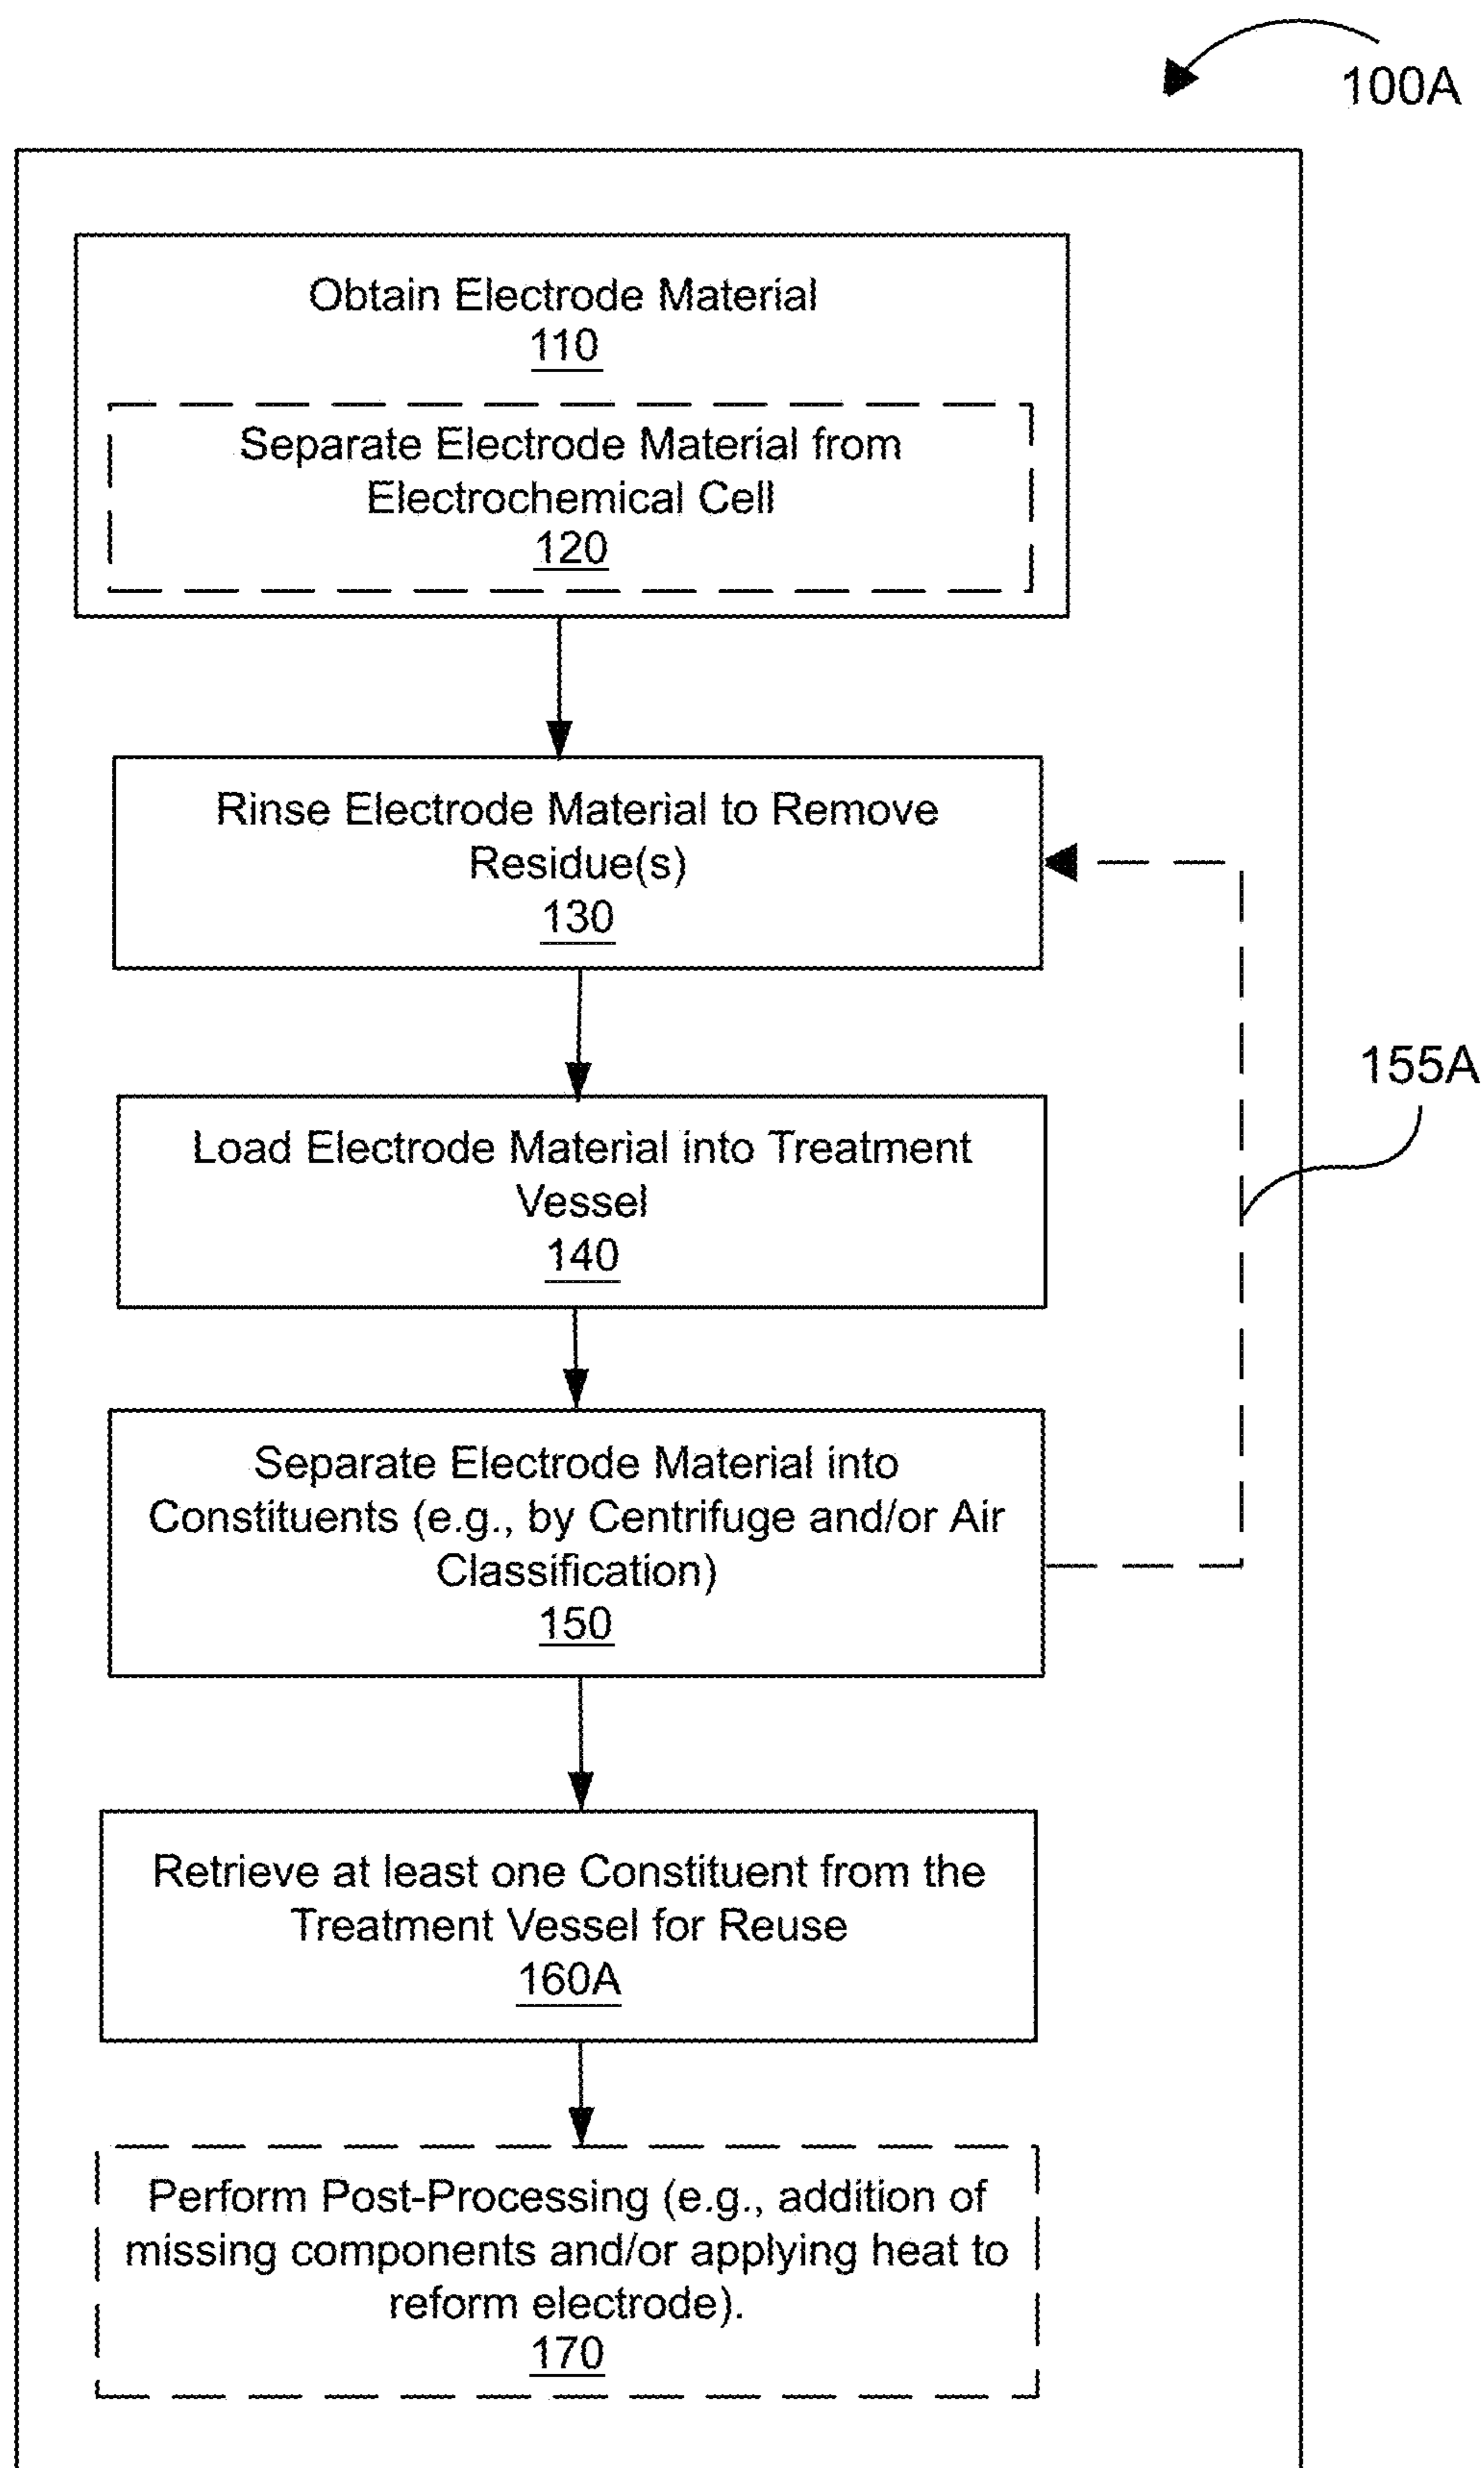 100A
Obtain Electrode Material
110
Separate Electrode Material from
Electrochemical Cell
120
Rinse Electrode Material to Remove
Residue(s)
130
155A
Load Electrode Material into Treatment
Vessel
140
Separate Electrode Material into
Constituents (e.g., by Centrifuge and/or Air
Classification)
150
Retrieve at least one Constituent from the
Treatment Vessel for Reuse
160A
Perform Post-Processing (e.g., addition of
missing components and/or applying heat to
reform electrode).
170